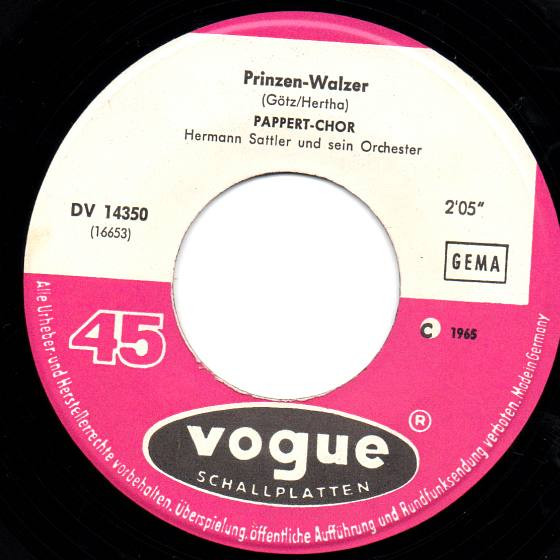 Prinzen-Walzer
(Götz/Hertha)
PAPPERT-CHOR
Hermann Sattler und sein Orchester
DV 14350
(16653)
2'05"
GEMA
45
C 1965
vogue ®
SCHALLPLATTEN
Alle Urheber- und Herstellerrechte vorbehalten. Überspielung, öffentliche Aufführung und Rundfunksendung verboten. Made in Germany